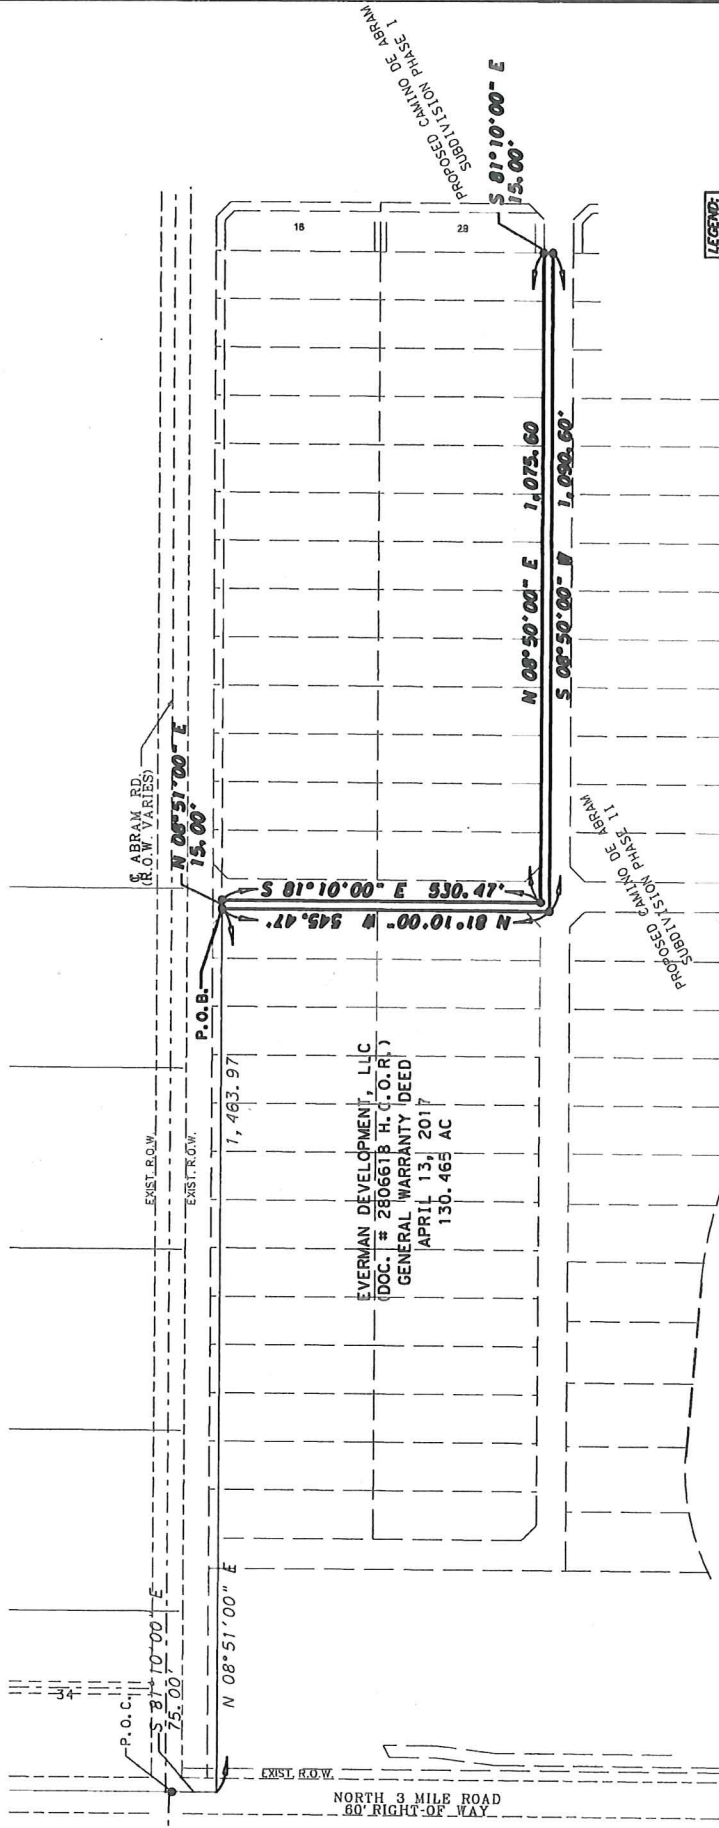 PROPOSED CAMINO DE ABRAM
SUBDIVISION PHASE I
S 81°10'00" E
15.00'
16
29
LEGEND:
1,075.60
1,090.60'
N 08°50'00" E
S 08°50'00" W
℄ ABRAM RD.
(R.O.W. VARIES)
N 08°51'00" E
15.00'
S 81°10'00" E 530.47'
N 81°10'00" W 545.47'
P.O.B.
PROPOSED CAMINO DE ABRAM
SUBDIVISION PHASE II
1,463.97
EXIST. R.O.W.
EXIST. R.O.W.
EVERMAN DEVELOPMENT, LLC
(DOC. # 2806618 H.C.O.R.)
GENERAL WARRANTY DEED
APRIL 13, 2017
130.465 AC
N 08°51'00" E
S 81°10'00" E
75.00'
34
P.O.C.
EXIST. R.O.W.
NORTH 3 MILE ROAD
60' RIGHT-OF WAY